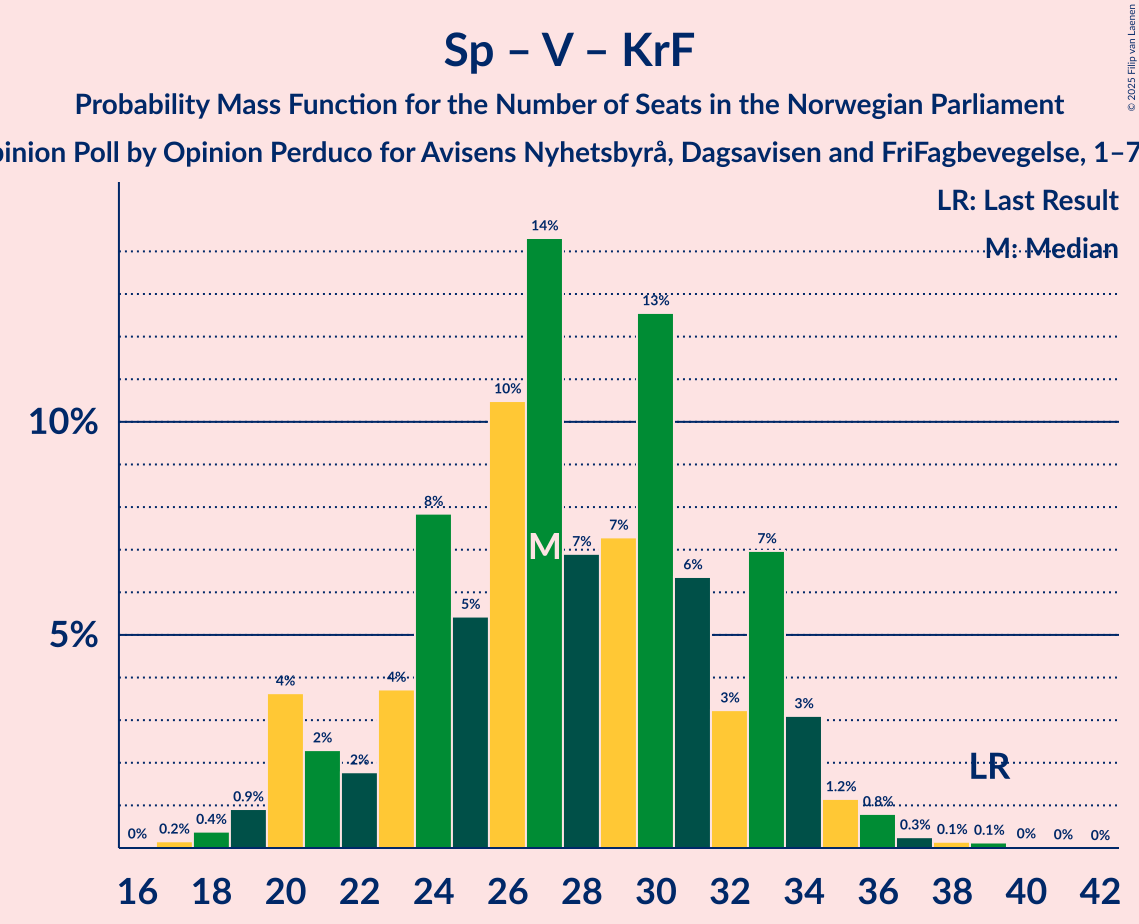 Sp – V – KrF
Probability Mass Function for the Number of Seats in the Norwegian Parliament
Opinion Poll by Opinion Perduco for Avisens Nyhetsbyrå, Dagsavisen and FriFagbevegelse, 1–7
© 2025 Filip van Laenen
LR: Last Result
M: Median
10%
5%
0% 0.2% 0.4% 0.9% 4% 2% 2% 4% 8% 5% 10% 14% 7% 7% 13% 6% 3% 7% 3% 1.2% 0.8% 0.3% 0.1% 0.1% 0% 0% 0%
M
LR
16 18 20 22 24 26 28 30 32 34 36 38 40 42